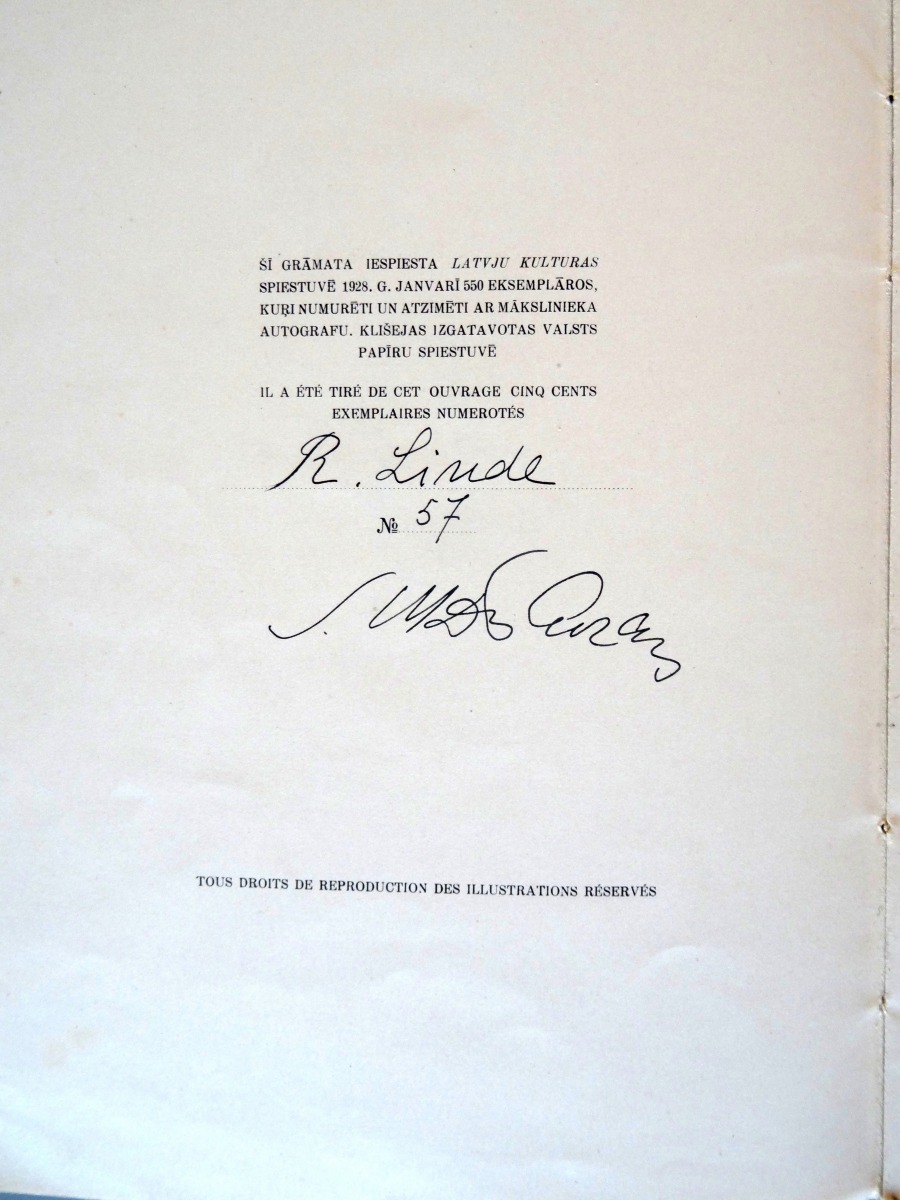 ŠĪ GRĀMATA IESPIESTA LATVJU KULTURAS
SPIESTUVĒ 1928. G. JANVARĪ 550 EKSEMPLĀROS,
KUŖI NUMURĒTI UN ATZIMĒTI AR MĀKSLINIEKA
AUTOGRAFU. KLIŠEJAS IZGATAVOTAS VALSTS
PAPĪRU SPIESTUVĒ
IL A ÉTÉ TIRÉ DE CET OUVRAGE CINQ CENTS
EXEMPLAIRES NUMEROTÉS
R. Linde
№ 57
TOUS DROITS DE REPRODUCTION DES ILLUSTRATIONS RÉSERVÉS